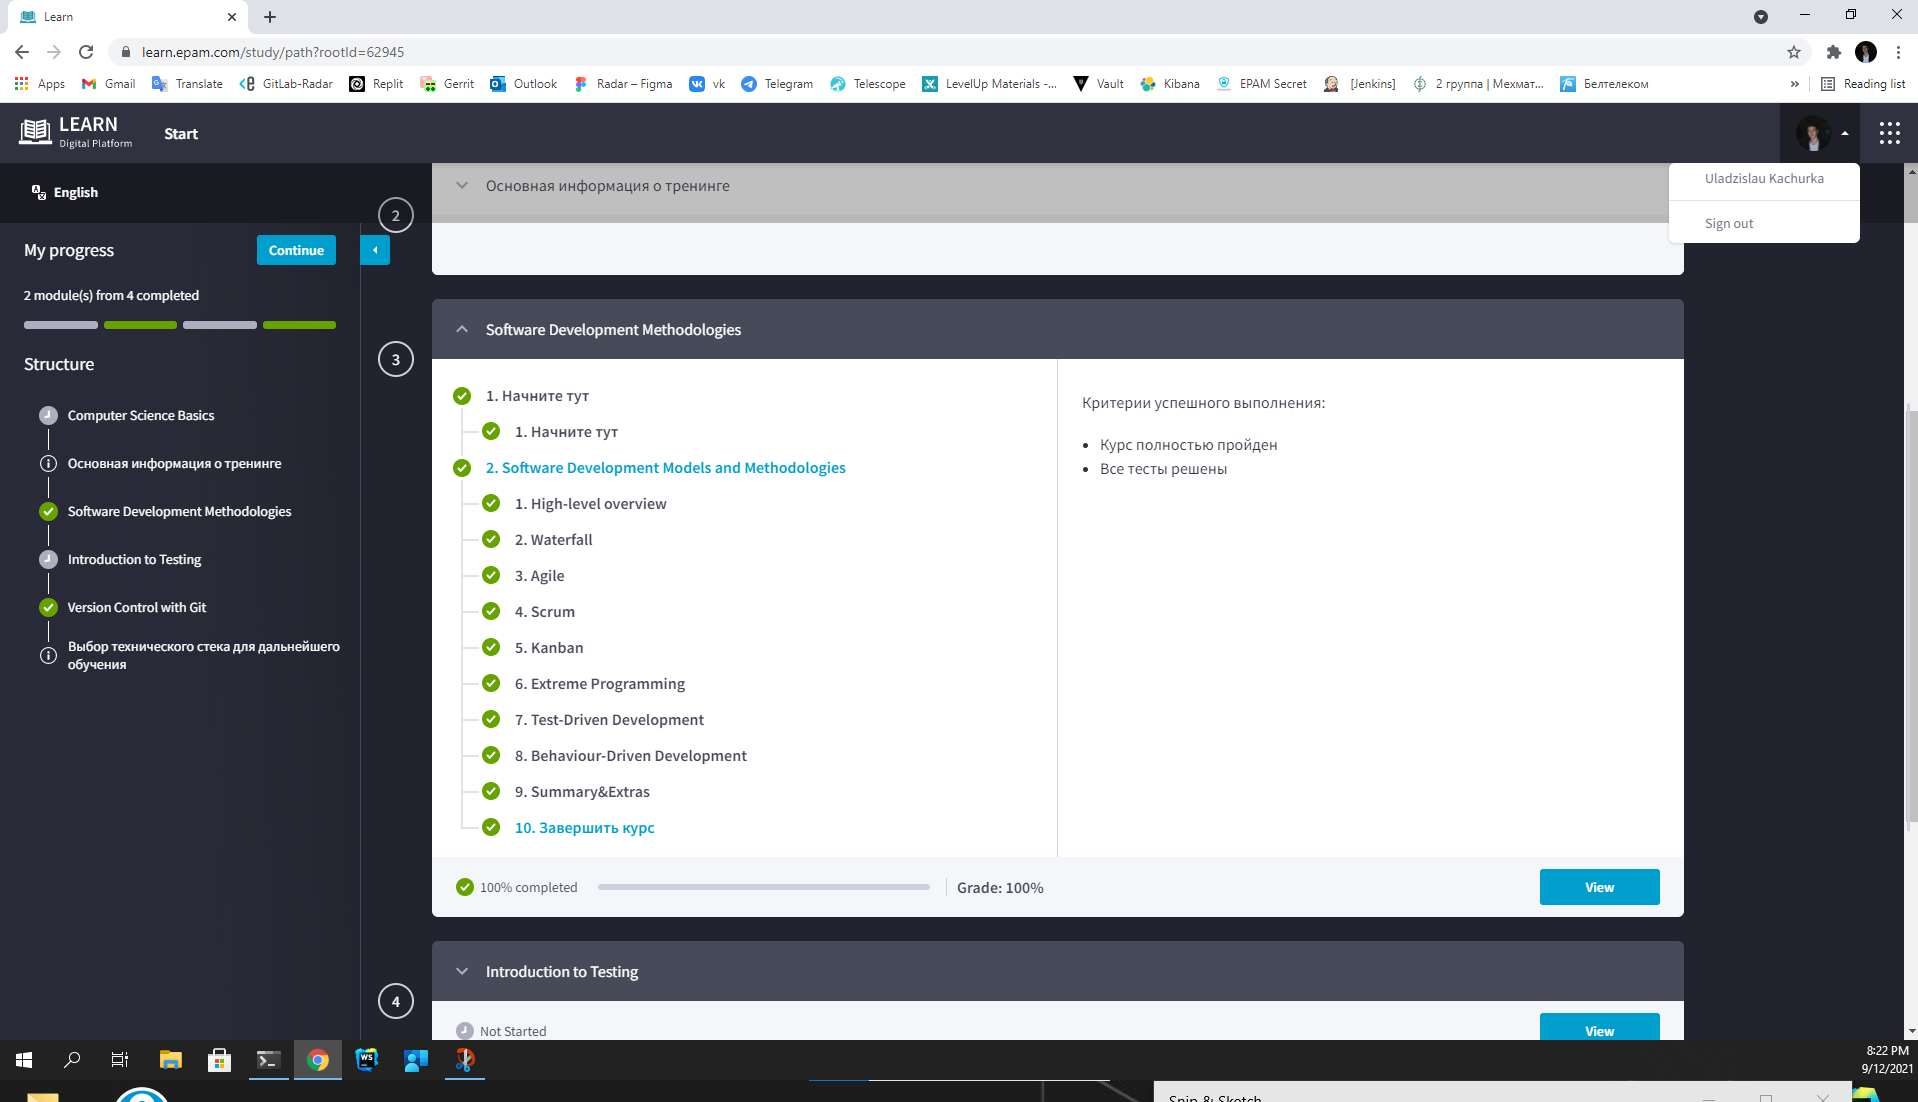 Learn
learn.epam.com/study/path?rootId=62945
Apps Gmail Translate GitLab-Radar Replit Gerrit Outlook Radar – Figma vk Telegram Telescope LevelUp Materials -... Vault Kibana EPAM Secret [Jenkins] 2 группа | Мехмат... Белтелеком » Reading list
LEARN
Digital Platform
Start
English
Uladzislau Kachurka
Sign out
My progress
Continue
2 module(s) from 4 completed
Structure
Computer Science Basics
Основная информация о тренинге
Software Development Methodologies
Introduction to Testing
Version Control with Git
Выбор технического стека для дальнейшего
обучения
2
Основная информация о тренинге
3
Software Development Methodologies
1. Начните тут
1. Начните тут
2. Software Development Models and Methodologies
1. High-level overview
2. Waterfall
3. Agile
4. Scrum
5. Kanban
6. Extreme Programming
7. Test-Driven Development
8. Behaviour-Driven Development
9. Summary&Extras
10. Завершить курс
Критерии успешного выполнения:
• Курс полностью пройден
• Все тесты решены
100% completed
Grade: 100%
View
4
Introduction to Testing
Not Started
View
WS
8:22 PM
9/12/2021
Snip & Sketch